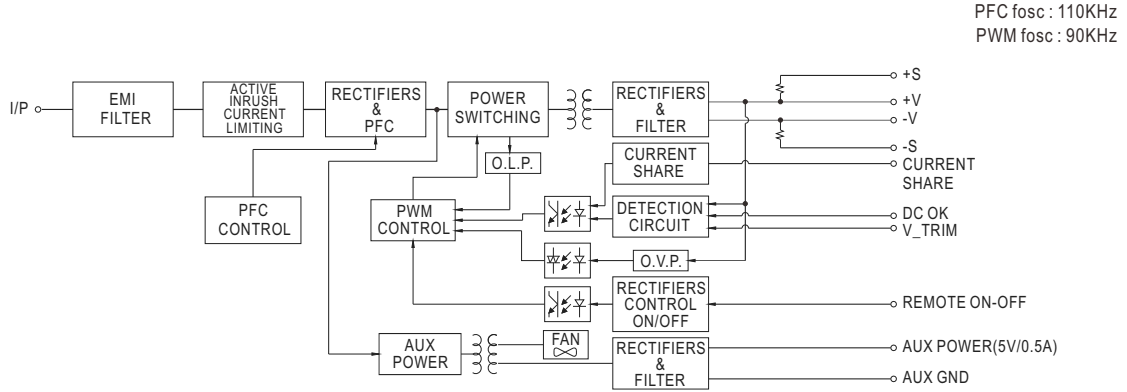 PFC fosc : 110KHz
PWM fosc : 90KHz
I/P
EMI
FILTER
ACTIVE
INRUSH
CURRENT
LIMITING
RECTIFIERS
&
PFC
POWER
SWITCHING
RECTIFIERS
&
FILTER
+S
+V
-V
-S
O.L.P.
CURRENT
SHARE
CURRENT
SHARE
PFC
CONTROL
PWM
CONTROL
DETECTION
CIRCUIT
DC OK
V_TRIM
O.V.P.
RECTIFIERS
CONTROL
ON/OFF
REMOTE ON-OFF
AUX
POWER
FAN
RECTIFIERS
&
FILTER
AUX POWER(5V/0.5A)
AUX GND